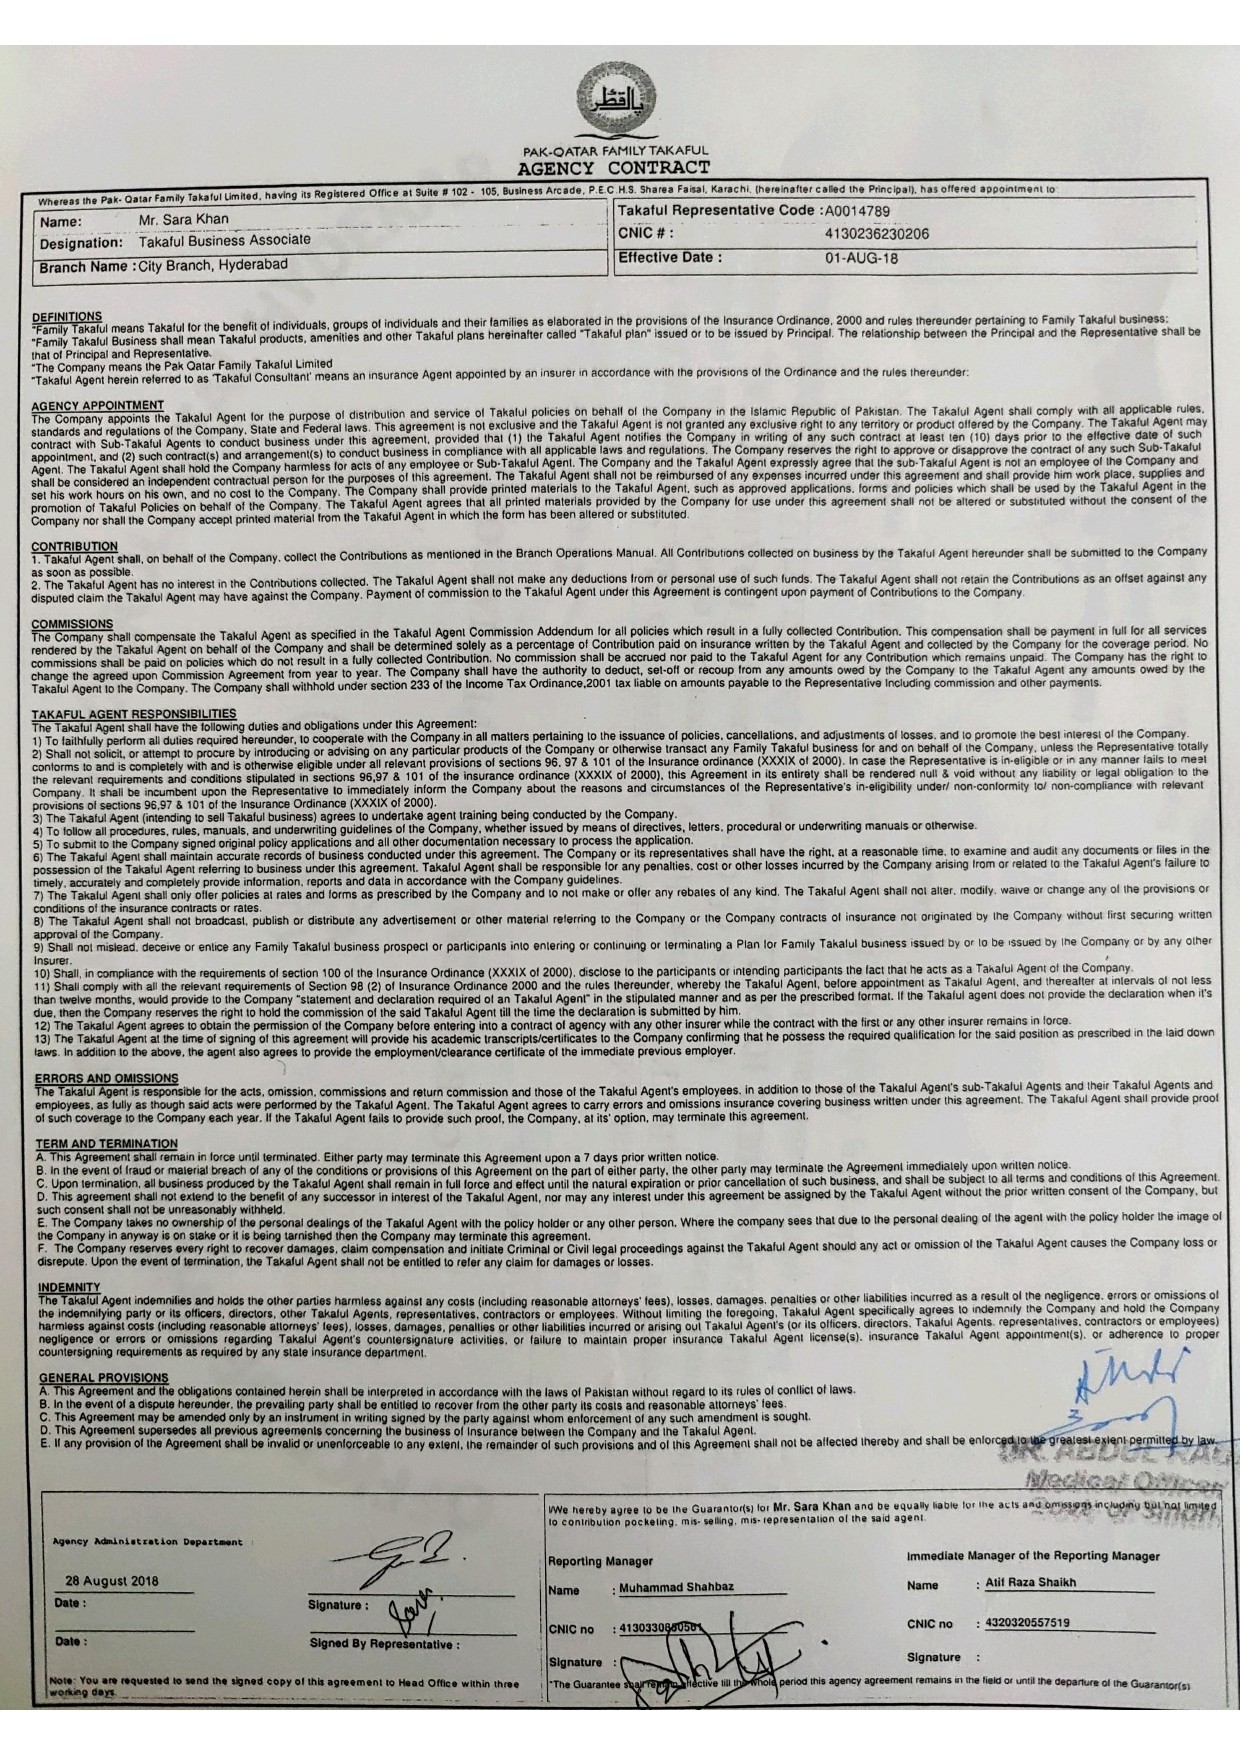 پاک قطر
PAK-QATAR FAMILY TAKAFUL
AGENCY CONTRACT
Whereas the Pak- Qatar Family Takaful Limited, having its Registered Office at Suite # 102 - 105, Business Arcade, P.E.C.H.S. Sharea Faisal, Karachi, (hereinafter called the Principal), has offered appointment to
Name: Mr. Sara Khan
Takaful Representative Code :A0014789
Designation: Takaful Business Associate
CNIC # : 4130236230206
Branch Name : City Branch, Hyderabad
Effective Date : 01-AUG-18
DEFINITIONS
"Family Takaful means Takaful for the benefit of individuals, groups of individuals and their families as elaborated in the provisions of the Insurance Ordinance, 2000 and rules thereunder pertaining to Family Takaful business:
"Family Takaful Business shall mean Takaful products, amenities and other Takaful plans hereinafter called "Takaful plan" issued or to be issued by Principal. The relationship between the Principal and the Representative shall be
that of Principal and Representative.
"The Company means the Pak Qatar Family Takaful Limited
"Takaful Agent herein referred to as 'Takaful Consultant' means an insurance Agent appointed by an insurer in accordance with the provisions of the Ordinance and the rules thereunder:
AGENCY APPOINTMENT
The Company appoints the Takaful Agent for the purpose of distribution and service of Takaful policies on behalf of the Company in the Islamic Republic of Pakistan. The Takaful Agent shall comply with all applicable rules,
standards and regulations of the Company, State and Federal laws. This agreement is not exclusive and the Takaful Agent is not granted any exclusive right to any territory or product offered by the Company. The Takaful Agent may
contract with Sub-Takaful Agents to conduct business under this agreement, provided that (1) the Takaful Agent notifies the Company in writing of any such contract at least ten (10) days prior to the effective date of such
appointment, and (2) such contract(s) and arrangement(s) to conduct business in compliance with all applicable laws and regulations. The Company reserves the right to approve or disapprove the contract of any such Sub-Takaful
Agent. The Takaful Agent shall hold the Company harmless for acts of any employee or Sub-Takaful Agent. The Company and the Takaful Agent expressly agree that the sub-Takaful Agent is not an employee of the Company and
shall be considered an independent contractual person for the purposes of this agreement. The Takaful Agent shall not be reimbursed of any expenses incurred under this agreement and shall provide him work place, supplies and
set his work hours on his own, and no cost to the Company. The Company shall provide printed materials to the Takaful Agent, such as approved applications, forms and policies which shall be used by the Takaful Agent in the
promotion of Takaful Policies on behalf of the Company. The Takaful Agent agrees that all printed materials provided by the Company for use under this agreement shall not be altered or substituted without the consent of the
Company nor shall the Company accept printed material from the Takaful Agent in which the form has been altered or substituted.
CONTRIBUTION
1. Takaful Agent shall, on behalf of the Company, collect the Contributions as mentioned in the Branch Operations Manual. All Contributions collected on business by the Takaful Agent hereunder shall be submitted to the Company
as soon as possible.
2. The Takaful Agent has no interest in the Contributions collected. The Takaful Agent shall not make any deductions from or personal use of such funds. The Takaful Agent shall not retain the Contributions as an offset against any
disputed claim the Takaful Agent may have against the Company. Payment of commission to the Takaful Agent under this Agreement is contingent upon payment of Contributions to the Company.
COMMISSIONS
The Company shall compensate the Takaful Agent as specified in the Takaful Agent Commission Addendum for all policies which result in a fully collected Contribution. This compensation shall be payment in full for all services
rendered by the Takaful Agent on behalf of the Company and shall be determined solely as a percentage of Contribution paid on insurance written by the Takaful Agent and collected by the Company for the coverage period. No
commissions shall be paid on policies which do not result in a fully collected Contribution. No commission shall be accrued nor paid to the Takaful Agent for any Contribution which remains unpaid. The Company has the right to
change the agreed upon Commission Agreement from year to year. The Company shall have the authority to deduct, set-off or recoup from any amounts owed by the Company to the Takaful Agent any amounts owed by the
Takaful Agent to the Company. The Company shall withhold under section 233 of the Income Tax Ordinance,2001 tax liable on amounts payable to the Representative Including commission and other payments.
TAKAFUL AGENT RESPONSIBILITIES
The Takaful Agent shall have the following duties and obligations under this Agreement:
1) To faithfully perform all duties required hereunder, to cooperate with the Company in all matters pertaining to the issuance of policies, cancellations, and adjustments of losses, and to promote the best interest of the Company.
2) Shall not solicit, or attempt to procure by introducing or advising on any particular products of the Company or otherwise transact any Family Takaful business for and on behalf of the Company, unless the Representative totally
conforms to and is completely with and is otherwise eligible under all relevant provisions of sections 96, 97 & 101 of the Insurance ordinance (XXXIX of 2000). In case the Representative is in-eligible or in any manner fails to meet
the relevant requirements and conditions stipulated in sections 96,97 & 101 of the insurance ordinance (XXXIX of 2000), this Agreement in its entirety shall be rendered null & void without any liability or legal obligation to the
Company. It shall be incumbent upon the Representative to immediately inform the Company about the reasons and circumstances of the Representative's in-eligibility under/ non-conformity to/ non-compliance with relevant
provisions of sections 96,97 & 101 of the Insurance Ordinance (XXXIX of 2000).
3) The Takaful Agent (intending to sell Takaful business) agrees to undertake agent training being conducted by the Company.
4) To follow all procedures, rules, manuals, and underwriting guidelines of the Company, whether issued by means of directives, letters, procedural or underwriting manuals or otherwise.
5) To submit to the Company signed original policy applications and all other documentation necessary to process the application.
6) The Takaful Agent shall maintain accurate records of business conducted under this agreement. The Company or its representatives shall have the right, at a reasonable time, to examine and audit any documents or files in the
possession of the Takaful Agent referring to business under this agreement. Takaful Agent shall be responsible for any penalties, cost or other losses incurred by the Company arising from or related to the Takaful Agent's failure to
timely, accurately and completely provide information, reports and data in accordance with the Company guidelines.
7) The Takaful Agent shall only offer policies at rates and forms as prescribed by the Company and to not make or offer any rebates of any kind. The Takaful Agent shall not alter, modify, waive or change any of the provisions or
conditions of the insurance contracts or rates.
8) The Takaful Agent shall not broadcast, publish or distribute any advertisement or other material referring to the Company or the Company contracts of insurance not originated by the Company without first securing written
approval of the Company.
9) Shall not mislead, deceive or entice any Family Takaful business prospect or participants into entering or continuing or terminating a Plan for Family Takaful business issued by or to be issued by the Company or by any other
Insurer.
10) Shall, in compliance with the requirements of section 100 of the Insurance Ordinance (XXXIX of 2000), disclose to the participants or intending participants the fact that he acts as a Takaful Agent of the Company.
11) Shall comply with all the relevant requirements of Section 98 (2) of Insurance Ordinance 2000 and the rules thereunder, whereby the Takaful Agent, before appointment as Takaful Agent, and thereafter at intervals of not less
than twelve months, would provide to the Company "statement and declaration required of an Takaful Agent" in the stipulated manner and as per the prescribed format. If the Takaful agent does not provide the declaration when it's
due, then the Company reserves the right to hold the commission of the said Takaful Agent till the time the declaration is submitted by him.
12) The Takaful Agent agrees to obtain the permission of the Company before entering into a contract of agency with any other insurer while the contract with the first or any other insurer remains in force.
13) The Takaful Agent at the time of signing of this agreement will provide his academic transcripts/certificates to the Company confirming that he possess the required qualification for the said position as prescribed in the laid down
laws. In addition to the above, the agent also agrees to provide the employment/clearance certificate of the immediate previous employer.
ERRORS AND OMISSIONS
The Takaful Agent is responsible for the acts, omission, commissions and return commission and those of the Takaful Agent's employees, in addition to those of the Takaful Agent's sub-Takaful Agents and their Takaful Agents and
employees, as fully as though said acts were performed by the Takaful Agent. The Takaful Agent agrees to carry errors and omissions insurance covering business written under this agreement. The Takaful Agent shall provide proof
of such coverage to the Company each year. If the Takaful Agent fails to provide such proof, the Company, at its' option, may terminate this agreement.
TERM AND TERMINATION
A. This Agreement shall remain in force until terminated. Either party may terminate this Agreement upon a 7 days prior written notice.
B. In the event of fraud or material breach of any of the conditions or provisions of this Agreement on the part of either party, the other party may terminate the Agreement immediately upon written notice.
C. Upon termination, all business produced by the Takaful Agent shall remain in full force and effect until the natural expiration or prior cancellation of such business, and shall be subject to all terms and conditions of this Agreement.
D. This agreement shall not extend to the benefit of any successor in interest of the Takaful Agent, nor may any interest under this agreement be assigned by the Takaful Agent without the prior written consent of the Company, but
such consent shall not be unreasonably withheld.
E. The Company takes no ownership of the personal dealings of the Takaful Agent with the policy holder or any other person. Where the company sees that due to the personal dealing of the agent with the policy holder the image of
the Company in anyway is on stake or it is being tarnished then the Company may terminate this agreement.
F. The Company reserves every right to recover damages, claim compensation and initiate Criminal or Civil legal proceedings against the Takaful Agent should any act or omission of the Takaful Agent causes the Company loss or
disrepute. Upon the event of termination, the Takaful Agent shall not be entitled to refer any claim for damages or losses.
INDEMNITY
The Takaful Agent indemnifies and holds the other parties harmless against any costs (including reasonable attorneys' fees), losses, damages, penalties or other liabilities incurred as a result of the negligence, errors or omissions of
the indemnifying party or its officers, directors, other Takaful Agents, representatives, contractors or employees. Without limiting the foregoing, Takaful Agent specifically agrees to indemnify the Company and hold the Company
harmless against costs (including reasonable attorneys' fees), losses, damages, penalties or other liabilities incurred or arising out Takaful Agent's (or its officers, directors, Takaful Agents, representatives, contractors or employees)
negligence or errors or omissions regarding Takaful Agent's countersignature activities, or failure to maintain proper insurance Takaful Agent license(s), insurance Takaful Agent appointment(s), or adherence to proper
countersigning requirements as required by any state insurance department.
GENERAL PROVISIONS
A. This Agreement and the obligations contained herein shall be interpreted in accordance with the laws of Pakistan without regard to its rules of conflict of laws.
B. In the event of a dispute hereunder, the prevailing party shall be entitled to recover from the other party its costs and reasonable attorneys' fees.
C. This Agreement may be amended only by an instrument in writing signed by the party against whom enforcement of any such amendment is sought.
D. This Agreement supersedes all previous agreements concerning the business of Insurance between the Company and the Takaful Agent.
E. If any provision of the Agreement shall be invalid or unenforceable to any extent, the remainder of such provisions and of this Agreement shall not be affected thereby and shall be enforced to the greatest extent permitted by law.
DR. ABDUL
Medical Officer
I/We hereby agree to be the Guarantor(s) for Mr. Sara Khan and be equally liable for the acts and omissions including but not limited
to contribution pocketing, mis- selling, mis- representation of the said agent.
Agency Administration Department
Reporting Manager
Immediate Manager of the Reporting Manager
28 August 2018
Name : Muhammad Shahbaz
Name : Atif Raza Shaikh
Date :
Signature :
CNIC no
CNIC no : 4320320557519
Date :
Signed By Representative :
Signature :
Signature :
Note: You are requested to send the signed copy of this agreement to Head Office within three
working days.
"The Guarantee shall remain effective till the whole period this agency agreement remains in the field or until the departure of the Guarantor(s)